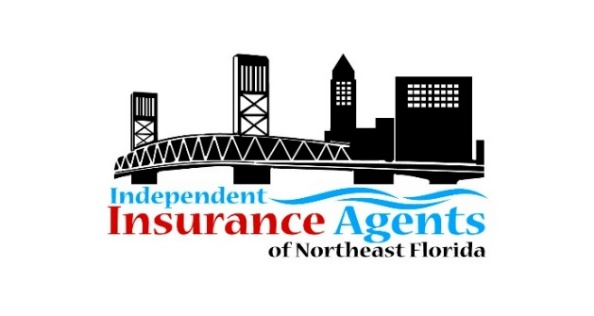 Independent
Insurance Agents
of Northeast Florida